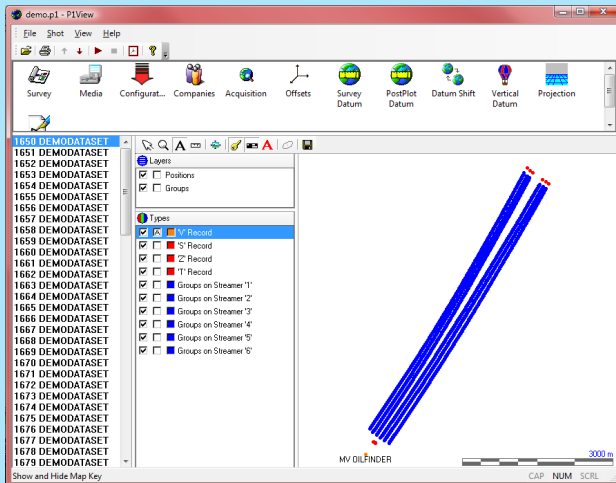 demo.p1 - P1View
File Shot View Help
Survey
Media
Configurat...
Companies
Acquisition
Offsets
Survey Datum
PostPlot Datum
Datum Shift
Vertical Datum
Projection
1650 DEMODATASET
1651 DEMODATASET
1652 DEMODATASET
1653 DEMODATASET
1654 DEMODATASET
1655 DEMODATASET
1656 DEMODATASET
1657 DEMODATASET
1658 DEMODATASET
1659 DEMODATASET
1660 DEMODATASET
1661 DEMODATASET
1662 DEMODATASET
1663 DEMODATASET
1664 DEMODATASET
1665 DEMODATASET
1666 DEMODATASET
1667 DEMODATASET
1668 DEMODATASET
1669 DEMODATASET
1670 DEMODATASET
1671 DEMODATASET
1672 DEMODATASET
1673 DEMODATASET
1674 DEMODATASET
1675 DEMODATASET
1676 DEMODATASET
1677 DEMODATASET
1678 DEMODATASET
1679 DEMODATASET
Layers
Positions
Groups
Types
'V' Record
'S' Record
'Z' Record
'T' Record
Groups on Streamer '1'
Groups on Streamer '2'
Groups on Streamer '3'
Groups on Streamer '4'
Groups on Streamer '5'
Groups on Streamer '6'
MV OILFINDER
3000 m
Show and Hide Map Key
CAP NUM SCRL